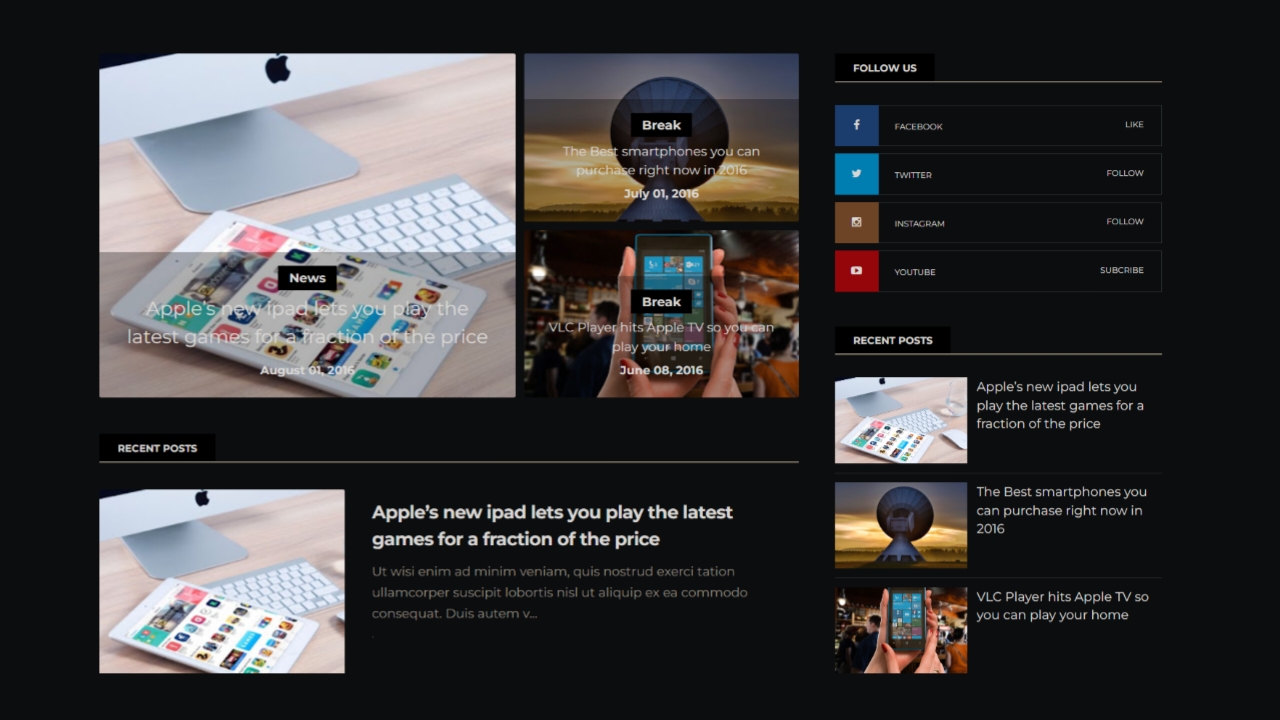 News
Apple's new ipad lets you play the
latest games for a fraction of the price
August 01, 2016
Break
The Best smartphones you can
purchase right now in 2016
July 01, 2016
Break
VLC Player hits Apple TV so you can
play your home
June 08, 2016
RECENT POSTS
Apple's new ipad lets you play the latest
games for a fraction of the price
Ut wisi enim ad minim veniam, quis nostrud exerci tation
ullamcorper suscipit lobortis nisl ut aliquip ex ea commodo
consequat. Duis autem v...
FOLLOW US
FACEBOOK LIKE
TWITTER FOLLOW
INSTAGRAM FOLLOW
YOUTUBE SUBCRIBE
RECENT POSTS
Apple's new ipad lets you
play the latest games for a
fraction of the price
The Best smartphones you
can purchase right now in
2016
VLC Player hits Apple TV so
you can play your home